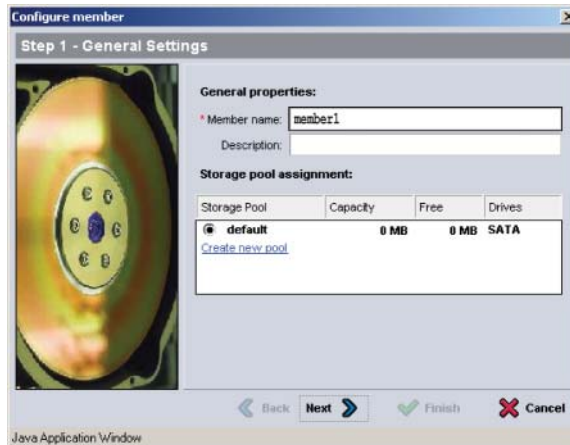 Configure member
Step 1 - General Settings
General properties:
* Member name: member1
Description:
Storage pool assignment:
Storage Pool Capacity Free Drives
default 0 MB 0 MB SATA
Create new pool
Back Next Finish Cancel
Java Application Window